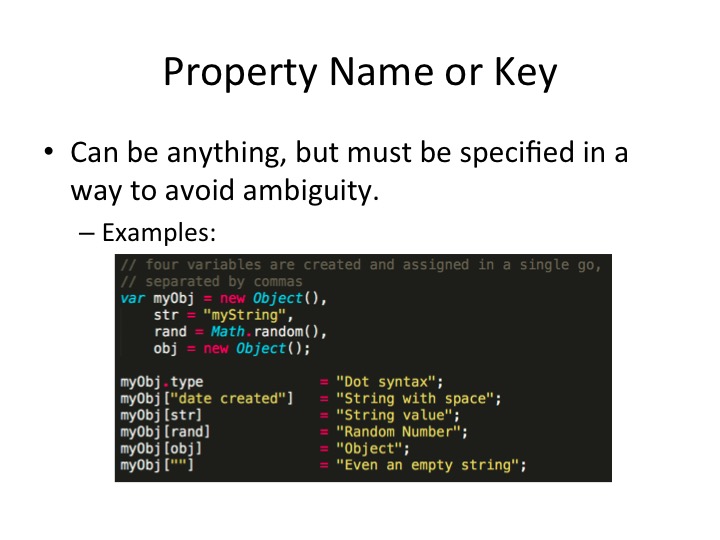 Property Name or Key
• Can be anything, but must be specified in a
way to avoid ambiguity.
– Examples:
// four variables are created and assigned in a single go,
// separated by commas
var myObj = new Object(),
    str = "myString",
    rand = Math.random(),
    obj = new Object();

myObj.type              = "Dot syntax";
myObj["date created"]   = "String with space";
myObj[str]              = "String value";
myObj[rand]             = "Random Number";
myObj[obj]              = "Object";
myObj[""]               = "Even an empty string";